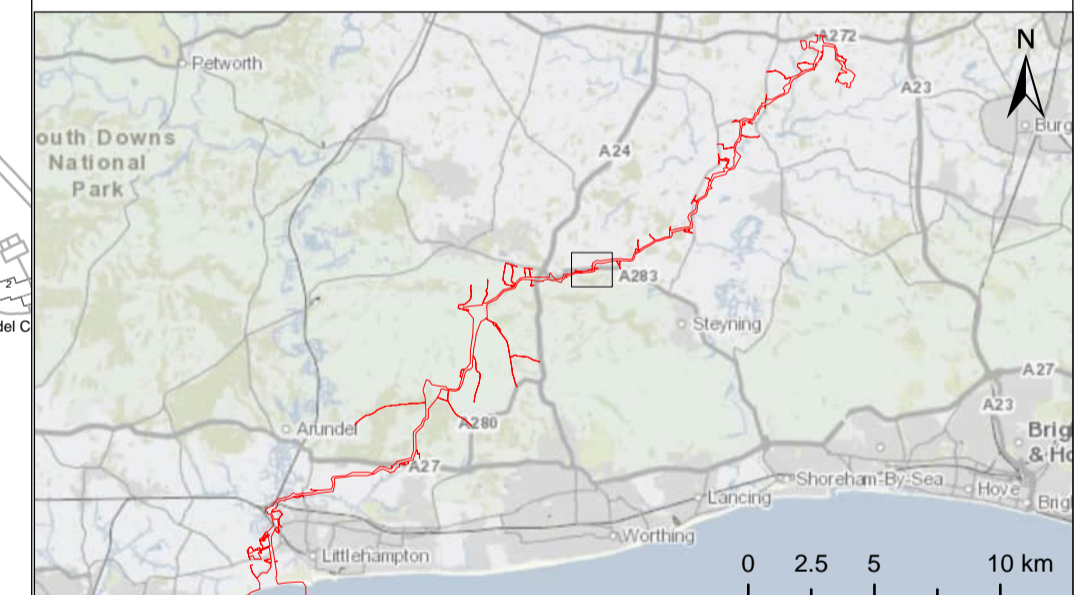 A272
N
Petworth
A23
Burg
outh Downs
National
Park
A24
2
A283
del C
Steyning
A27
A23
A280
Arundel
Brig
& Ho
A27
Shoreham-By-Sea
Hove
Lancing
Brig
Worthing
Littlehampton
0 2.5 5 10 km